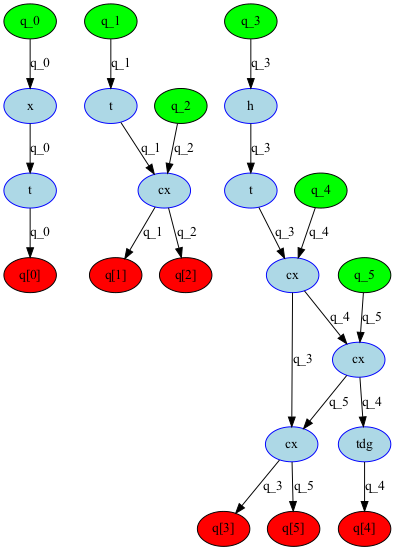 q_0 q_1 q_3
q_0 q_1 q_3
x t q_2 h
q_0 q_1 q_2 q_3
t cx t q_4
q_0 q_1 q_2 q_3 q_4
q[0] q[1] q[2] cx q_5
q_4 q_5
q_3 cx
q_5 q_4
cx tdg
q_3 q_5 q_4
q[3] q[5] q[4]